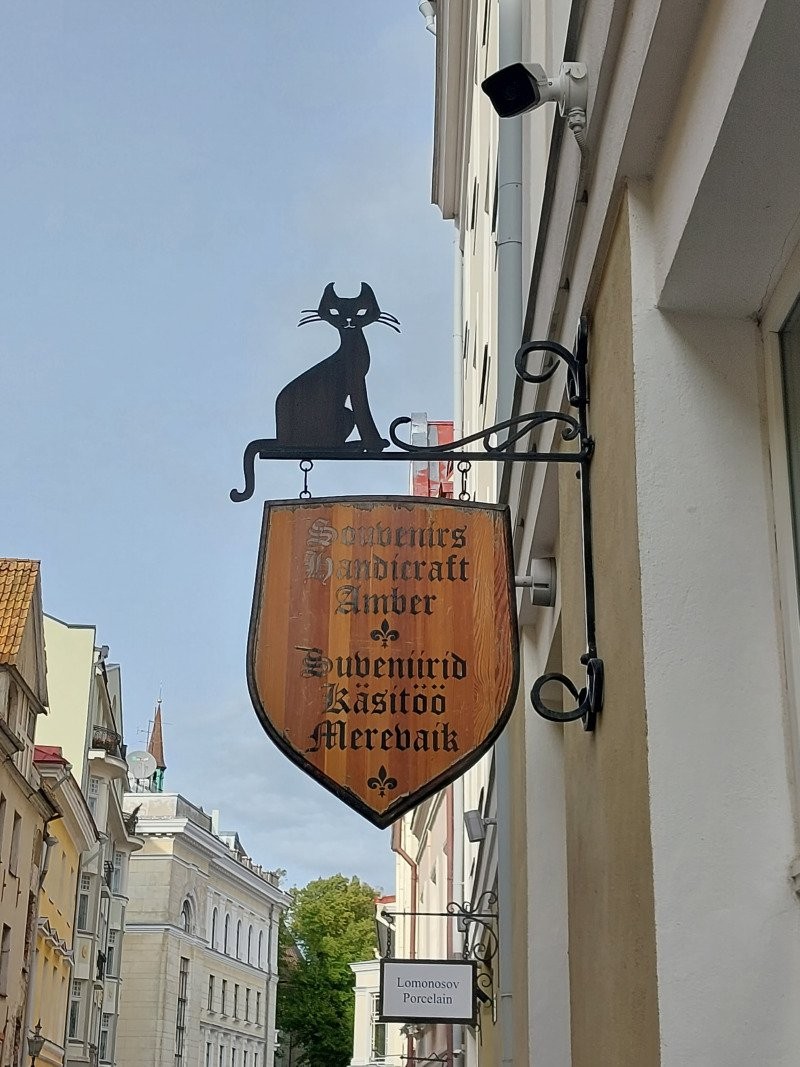 Souvenirs
Handicraft
Amber
Suveniirid
Käsitöö
Merevaik
Lomonosov
Porcelain